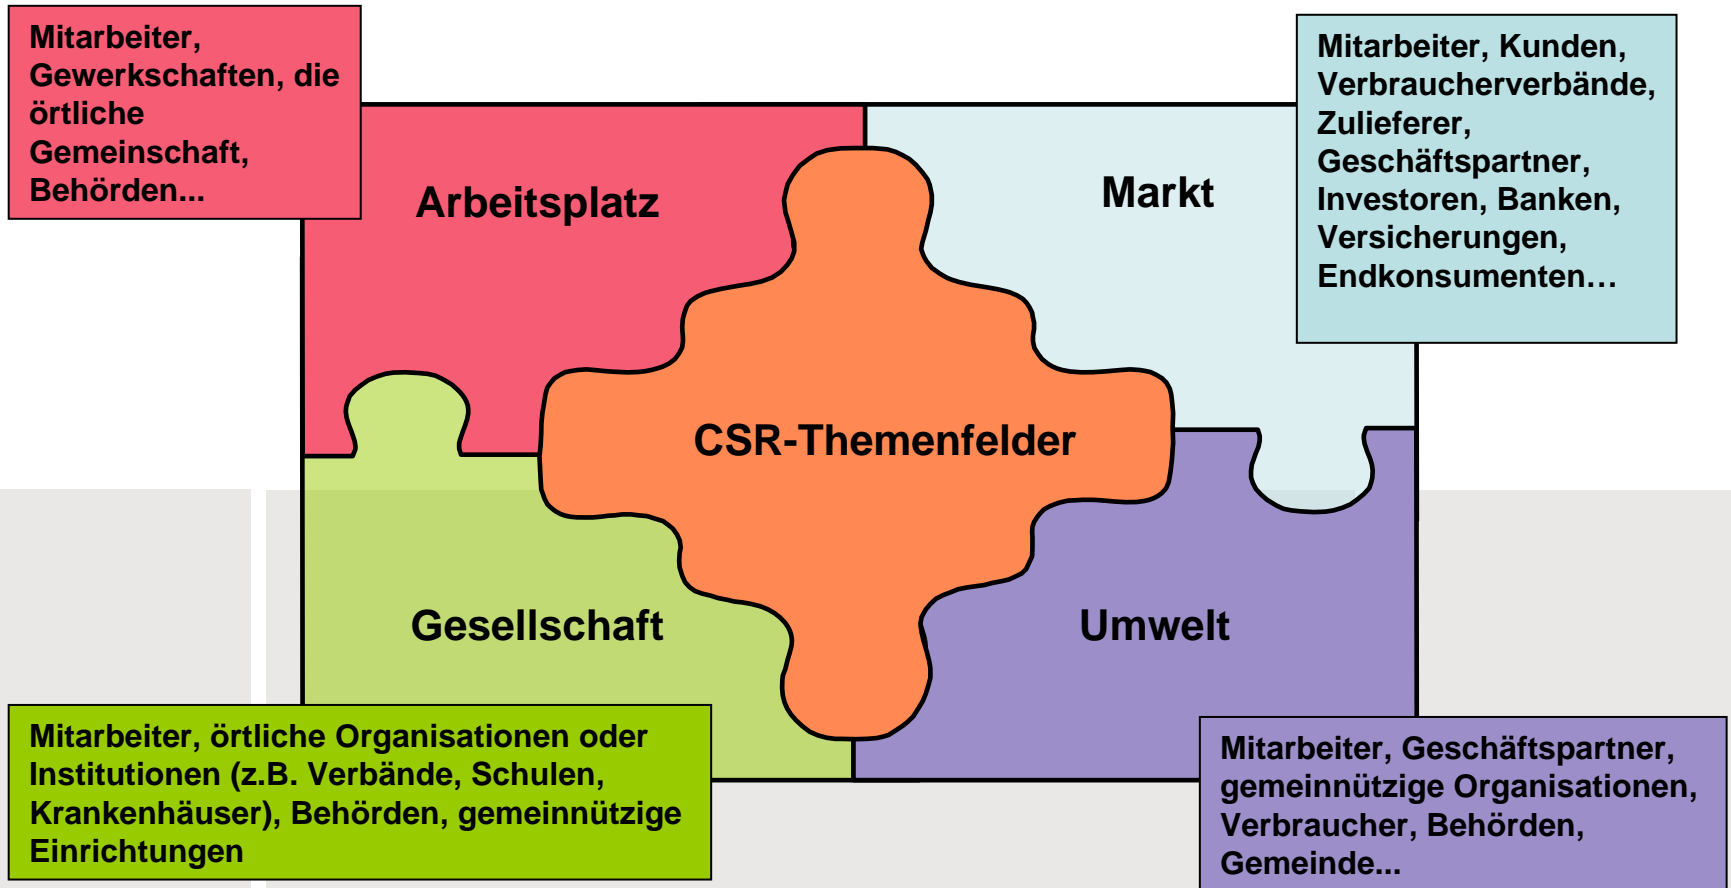 Mitarbeiter,
Gewerkschaften, die
örtliche
Gemeinschaft,
Behörden...
Arbeitsplatz
Markt
Mitarbeiter, Kunden,
Verbraucherverbände,
Zulieferer,
Geschäftspartner,
Investoren, Banken,
Versicherungen,
Endkonsumenten…
CSR-Themenfelder
Gesellschaft
Umwelt
Mitarbeiter, örtliche Organisationen oder
Institutionen (z.B. Verbände, Schulen,
Krankenhäuser), Behörden, gemeinnützige
Einrichtungen
Mitarbeiter, Geschäftspartner,
gemeinnützige Organisationen,
Verbraucher, Behörden,
Gemeinde...